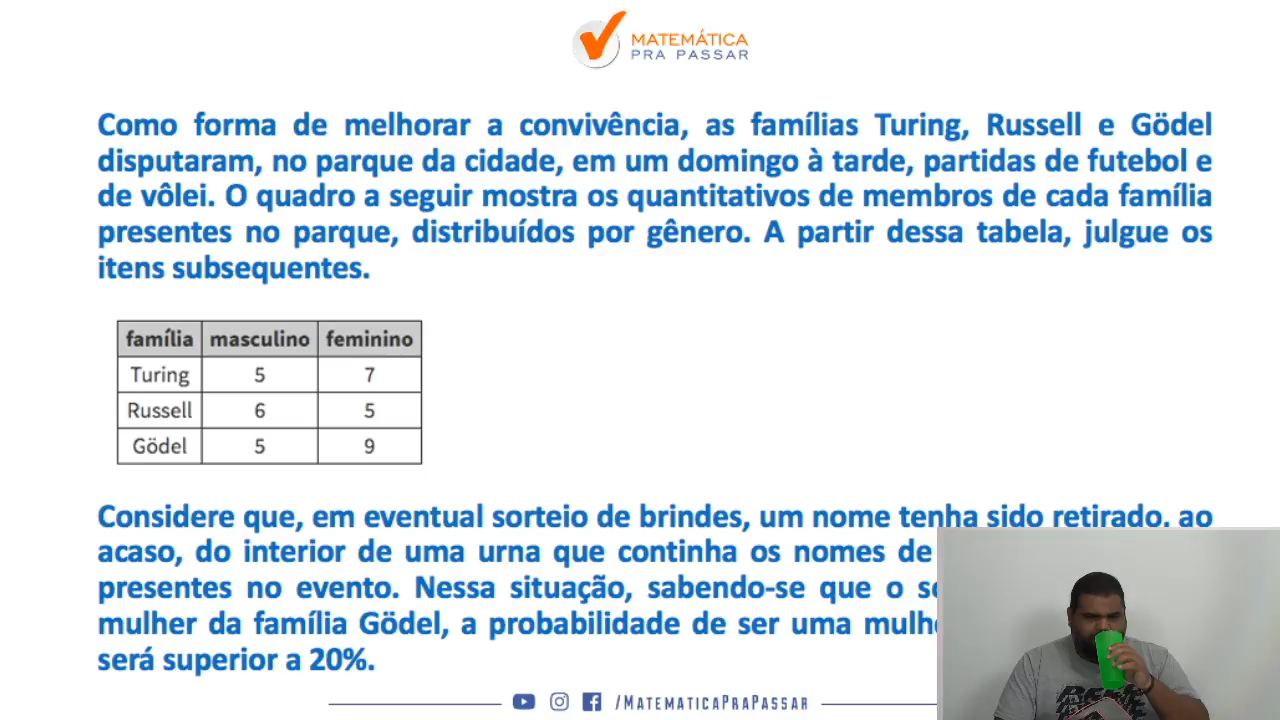 MATEMÁTICA
PRA PASSAR
Como forma de melhorar a convivência, as famílias Turing, Russell e Gödel
disputaram, no parque da cidade, em um domingo à tarde, partidas de futebol e
de vôlei. O quadro a seguir mostra os quantitativos de membros de cada família
presentes no parque, distribuídos por gênero. A partir dessa tabela, julgue os
itens subsequentes.
família masculino feminino
Turing 5 7
Russell 6 5
Gödel 5 9
Considere que, em eventual sorteio de brindes, um nome tenha sido retirado, ao
acaso, do interior de uma urna que continha os nomes de
presentes no evento. Nessa situação, sabendo-se que o
mulher da família Gödel, a probabilidade de ser uma
será superior a 20%.
/MATEMATICAPRAPASSAR